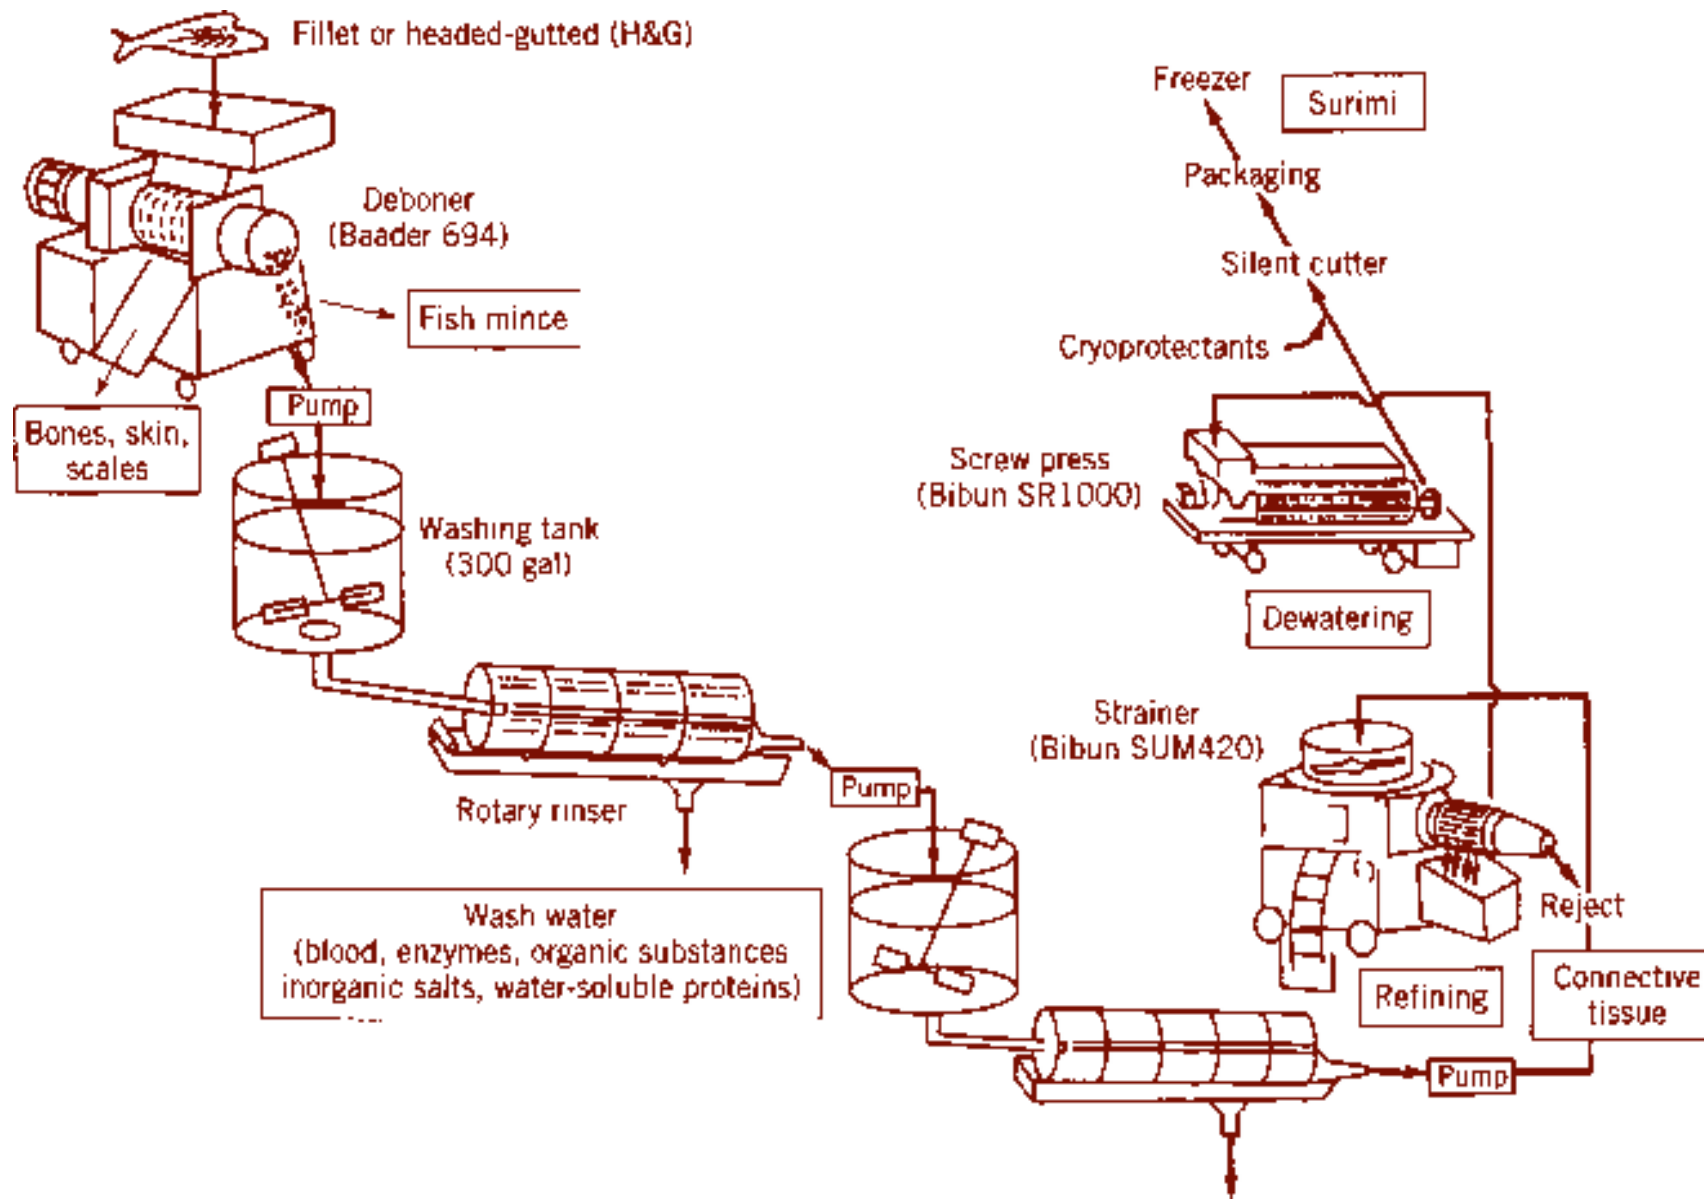 Fillet or headed-gutted (H&G)
Deboner
(Baader 694)
Fish mince
Pump
Bones, skin,
scales
Washing tank
(300 gal)
Rotary rinser
Pump
Wash water
(blood, enzymes, organic substances
inorganic salts, water-soluble proteins)
Pump
Connective
tissue
Reject
Refining
Strainer
(Bibun SUM420)
Dewatering
Screw press
(Bibun SR1000)
Cryoprotectants
Silent cutter
Packaging
Freezer
Surimi